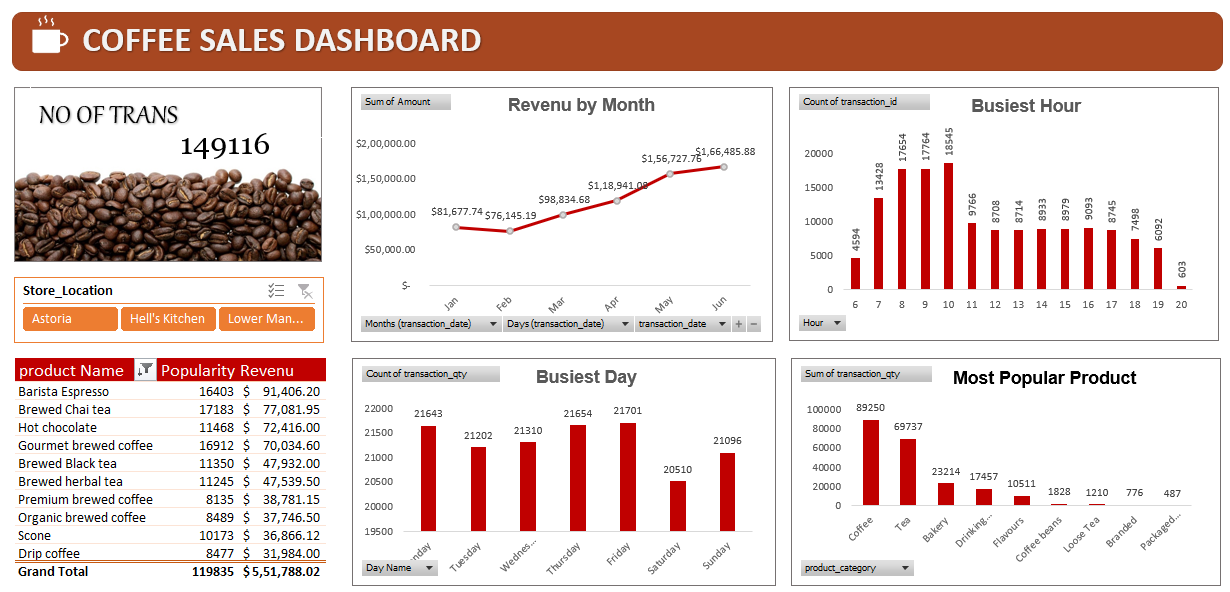 COFFEE SALES DASHBOARD
NO OF TRANS
149116
Store_Location
Astoria Hell's Kitchen Lower Man...
product Name Popularity Revenu
Barista Espresso 16403 $ 91,406.20
Brewed Chai tea 17183 $ 77,081.95
Hot chocolate 11468 $ 72,416.00
Gourmet brewed coffee 16912 $ 70,034.60
Brewed Black tea 11350 $ 47,932.00
Brewed herbal tea 11245 $ 47,539.50
Premium brewed coffee 8135 $ 38,781.15
Organic brewed coffee 8489 $ 37,746.50
Scone 10173 $ 36,866.12
Drip coffee 8477 $ 31,984.00
Grand Total 119835 $5,51,788.02
Sum of Amount
Revenu by Month
$2,00,000.00
$1,50,000.00
$1,00,000.00
$50,000.00
$-
$81,677.74 $76,145.19 $98,834.68 $1,18,941.08 $1,56,727.76 $1,66,485.88
Jan Feb Mar Apr May Jun
Months (transaction_date) Days (transaction_date) transaction_date + −
Count of transaction_id
Busiest Hour
20000
15000
10000
5000
0
4594 13428 17654 17764 18545 9766 8708 8714 8933 8979 9093 8745 7498 6092 603
6 7 8 9 10 11 12 13 14 15 16 17 18 19 20
Hour
Count of transaction_qty
Busiest Day
22000
21500
21000
20500
20000
19500
21643 21202 21310 21654 21701 20510 21096
nday Tuesday Wednes... Thursday Friday Saturday Sunday
Day Name
Sum of transaction_qty
Most Popular Product
100000
80000
60000
40000
20000
0
89250 69737 23214 17457 10511 1828 1210 776 487
Coffee Tea Bakery Drinking... Flavours Coffee beans Loose Tea Branded Packaged...
product_category